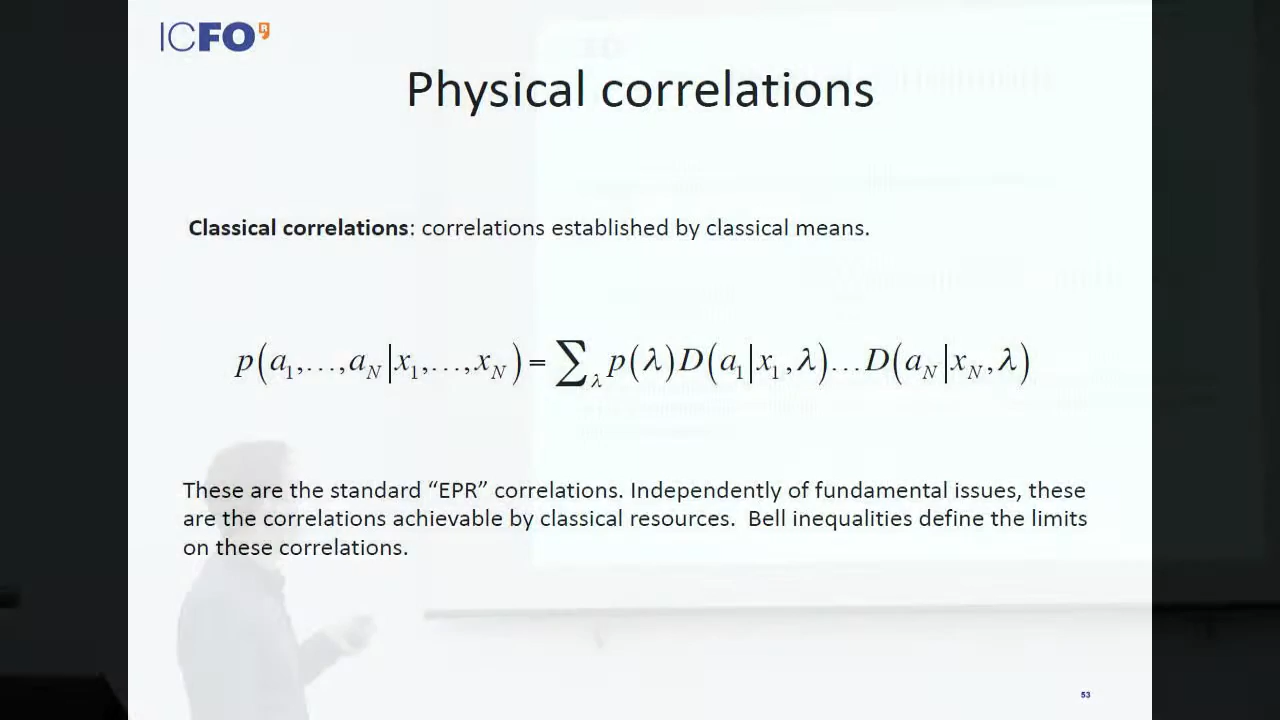 ICFO
Physical correlations
Classical correlations: correlations established by classical means.
p(a₁,…,a_N|x₁,…,x_N) = ∑_λ p(λ)D(a₁|x₁,λ)…D(a_N|x_N,λ)
These are the standard “EPR” correlations. Independently of fundamental issues, these
are the correlations achievable by classical resources. Bell inequalities define the limits
on these correlations.
53